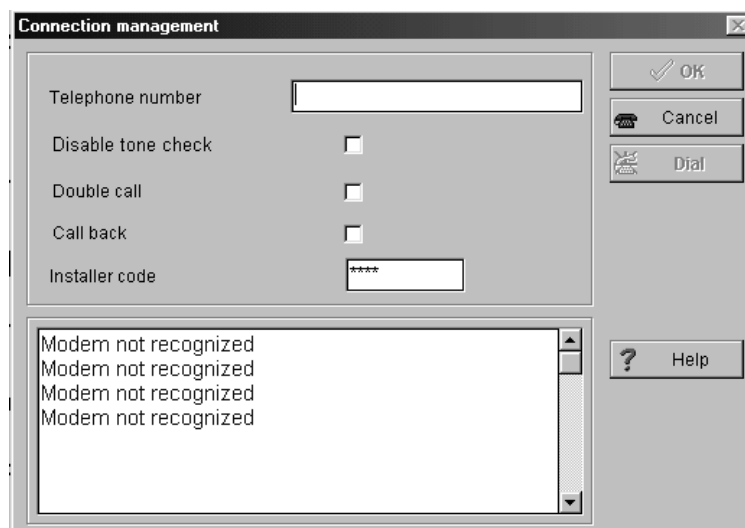 Connection management
OK
Telephone number
Cancel
Disable tone check
Dial
Double call
Call back
Installer code ****
Modem not recognized
Modem not recognized
Modem not recognized
Modem not recognized
? Help